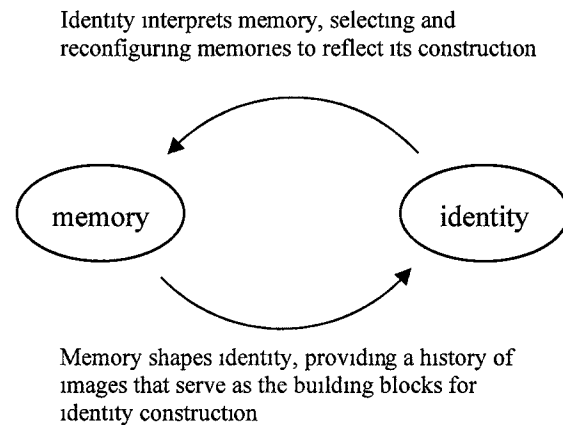 Identity interprets memory, selecting and
reconfiguring memories to reflect its construction
memory
identity
Memory shapes identity, providing a history of
images that serve as the building blocks for
identity construction